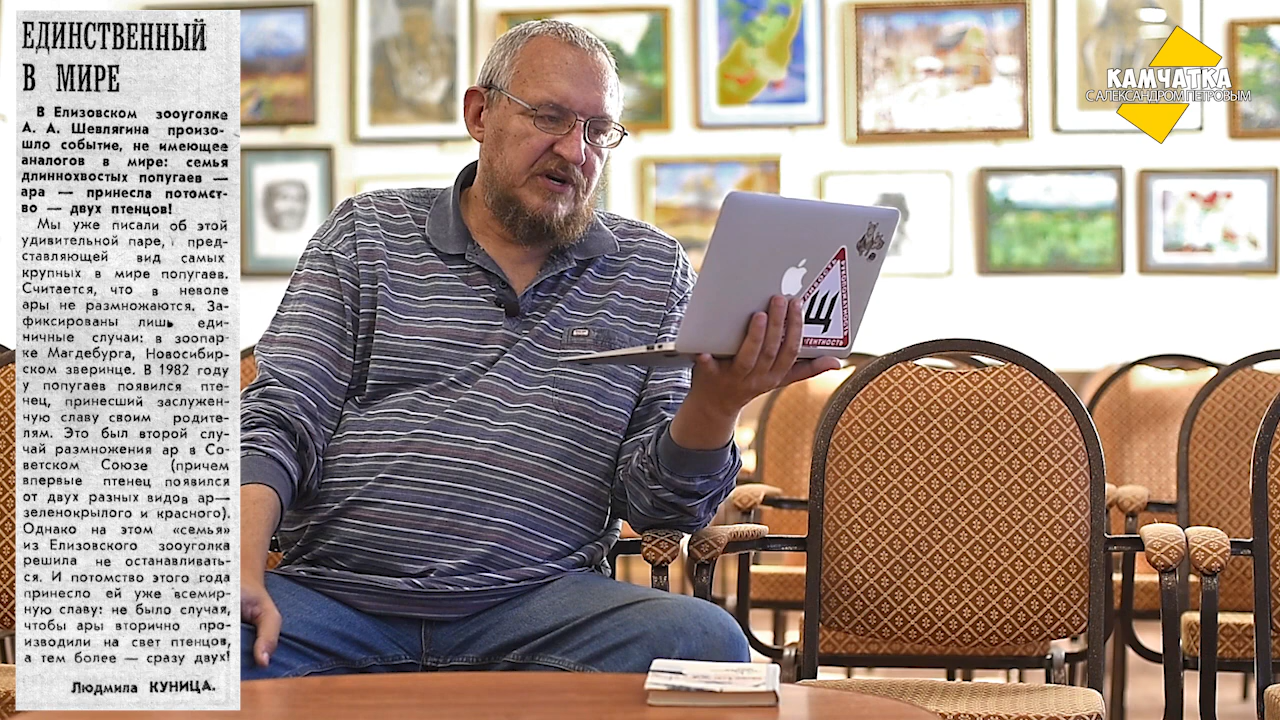 ЕДИНСТВЕННЫЙ
В МИРЕ
В Елизовском зооуголке
А. А. Шевлягина произо-
шло событие, не имеющее
аналогов в мире: семья
длиннохвостых попугаев —
ара — принесла потомст-
во — двух птенцов!
Мы уже писали об этой
удивительной паре, пред-
ставляющей вид самых
крупных в мире попугаев.
Считается, что в неволе
ары не размножаются. За-
фиксированы лишь еди-
ничные случаи: в зоопар-
ке Магдебурга, Новосибир-
ском зверинце. В 1982 году
у попугаев появился пте-
нец, принесший заслужен-
ную славу своим родите-
лям. Это был второй слу-
чай размножения ар в Со-
ветском Союзе (причем
впервые птенец появился
от двух разных видов ар—
зеленокрылого и красного).
Однако на этом «семья»
из Елизовского зооуголка
решила не останавливать-
ся. И потомство этого года
принесло ей уже всемир-
ную славу: не было случая,
чтобы ары вторично про-
изводили на свет птенцов,
а тем более — сразу двух!
Людмила КУНИЦА.
КАМЧАТКА
С АЛЕКСАНДРОМ ПЕТРОВЫМ
Щ